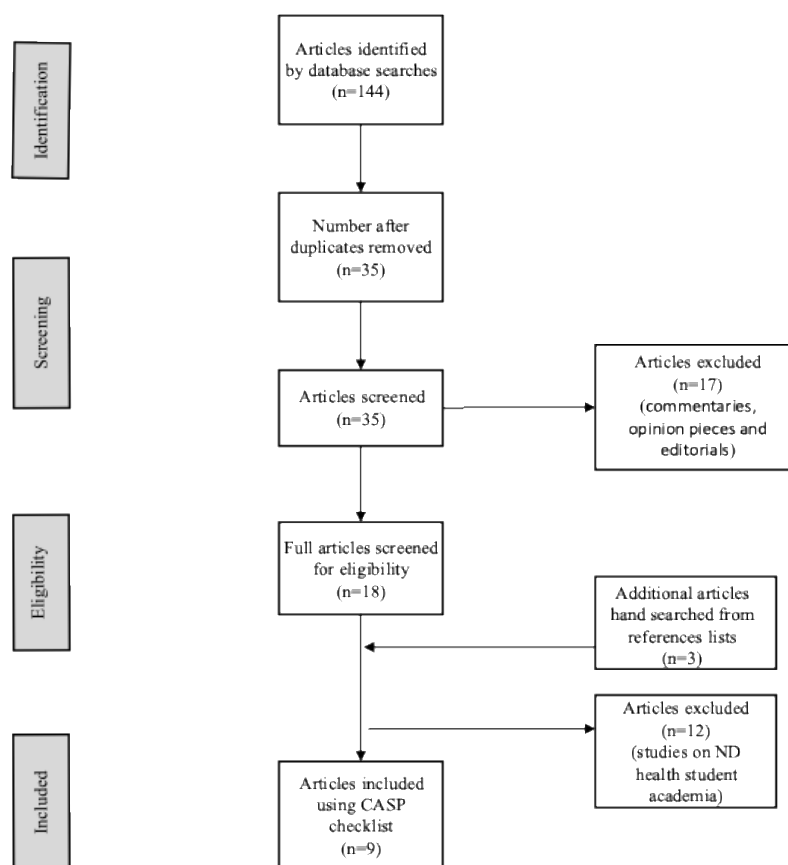 Identification
Articles identified
by database searches
(n=144)
Number after
duplicates removed
(n=35)
Screening
Articles screened
(n=35)
Articles excluded
(n=17)
(commentaries,
opinion pieces and
editorials)
Eligibility
Full articles screened
for eligibility
(n=18)
Additional articles
hand searched from
references lists
(n=3)
Articles excluded
(n=12)
(studies on ND
health student
academia)
Included
Articles included
using CASP
checklist
(n=9)